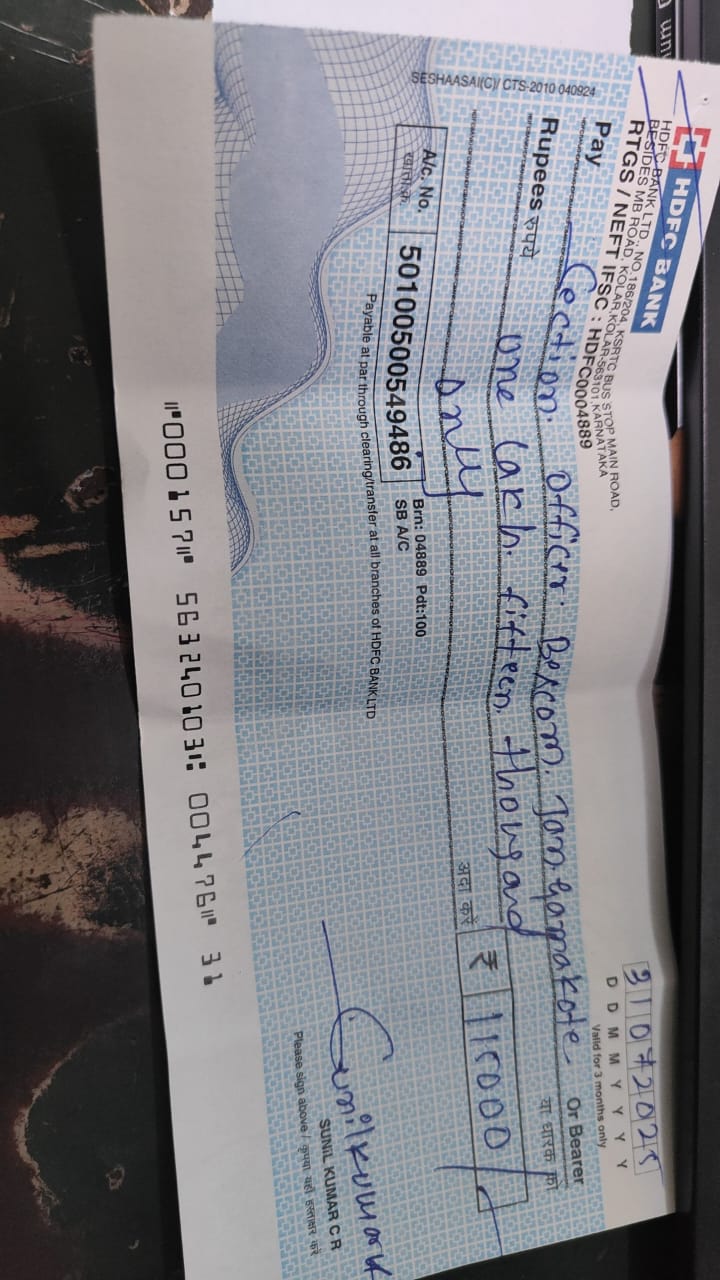 HDFC BANK
HDFC BANK LTD., NO.186/204, KSRTC BUS STOP MAIN ROAD,
BESIDES MB ROAD, KOLAR,KOLAR-563101,KARNATAKA
RTGS / NEFT IFSC : HDFC0004889
31072025
D D M M Y Y Y Y
Valid for 3 months only
Pay Section. Officer. Bescom. Jangamakote Or Bearer
या धारक को
Rupees रुपये one Lakh. fifteen, thousand
only अदा करें ₹ 115000/-
A/c. No. 50100500549486
खाता क्र.
Brn: 04889 Pdt:100
SB A/C
Payable at par through clearing/transfer at all branches of HDFC BANK LTD
SESHAASAI(C)/ CTS-2010 040924
Sunilkumar
SUNIL KUMAR C R
Please sign above / कृपया यहाँ हस्ताक्षर करें
⑈000157⑈ 563240103⑆ 004476⑈ 31